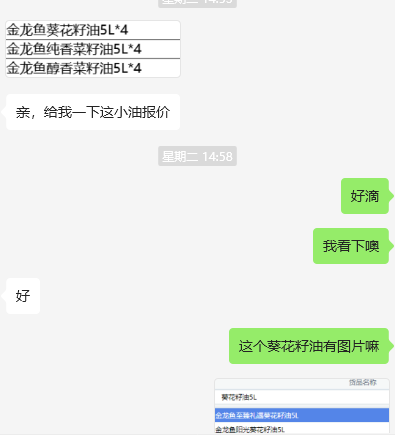 金龙鱼葵花籽油5L*4
金龙鱼纯香菜籽油5L*4
金龙鱼醇香菜籽油5L*4
亲，给我一下这小油报价
星期二 14:58
好滴
我看下噢
好
这个葵花籽油有图片嘛
货品名称
葵花籽油5L
金龙鱼至臻礼遇葵花籽油5L
金龙鱼阳光葵花籽油5L